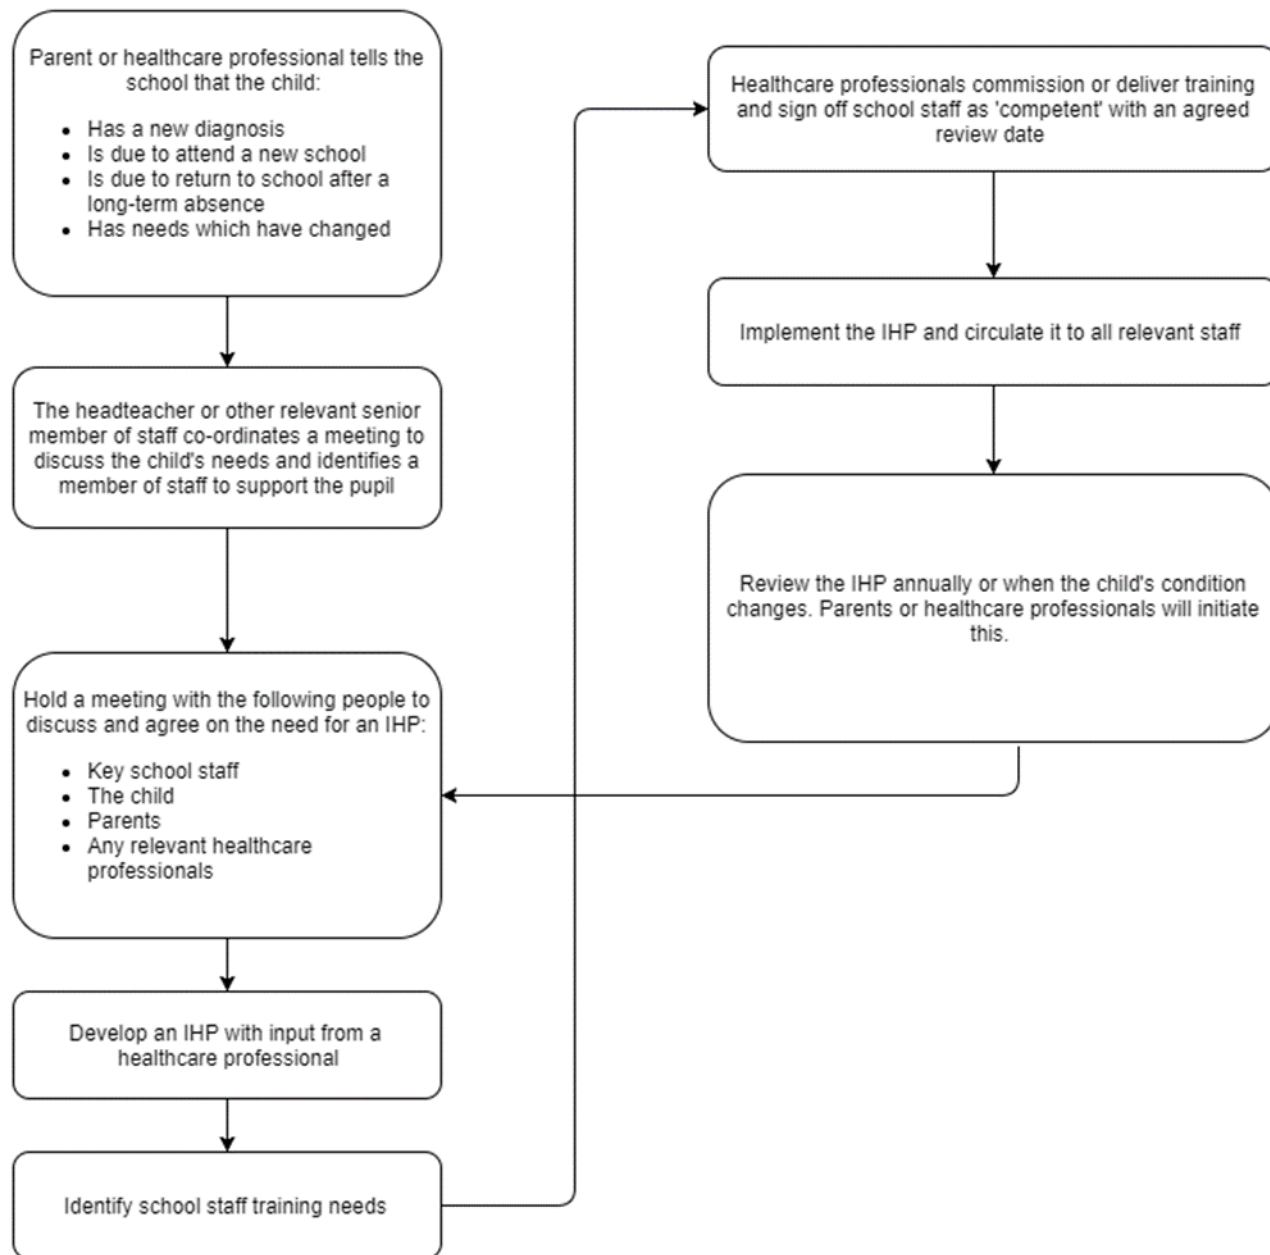 Parent or healthcare professional tells the
school that the child:
• Has a new diagnosis
• Is due to attend a new school
• Is due to return to school after a
long-term absence
• Has needs which have changed
The headteacher or other relevant senior
member of staff co-ordinates a meeting to
discuss the child's needs and identifies a
member of staff to support the pupil
Hold a meeting with the following people to
discuss and agree on the need for an IHP:
• Key school staff
• The child
• Parents
• Any relevant healthcare
professionals
Develop an IHP with input from a
healthcare professional
Identify school staff training needs
Healthcare professionals commission or deliver training
and sign off school staff as 'competent' with an agreed
review date
Implement the IHP and circulate it to all relevant staff
Review the IHP annually or when the child's condition
changes. Parents or healthcare professionals will initiate
this.